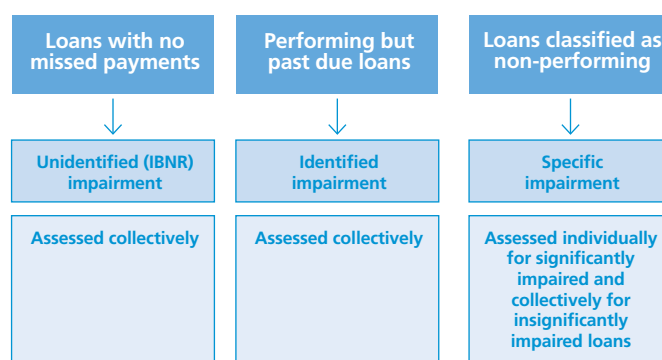 Loans with no
missed payments
Performing but
past due loans
Loans classified as
non-performing
Unidentified (IBNR)
impairment
Identified
impairment
Specific
impairment
Assessed collectively
Assessed collectively
Assessed individually
for significantly
impaired and
collectively for
insignificantly
impaired loans